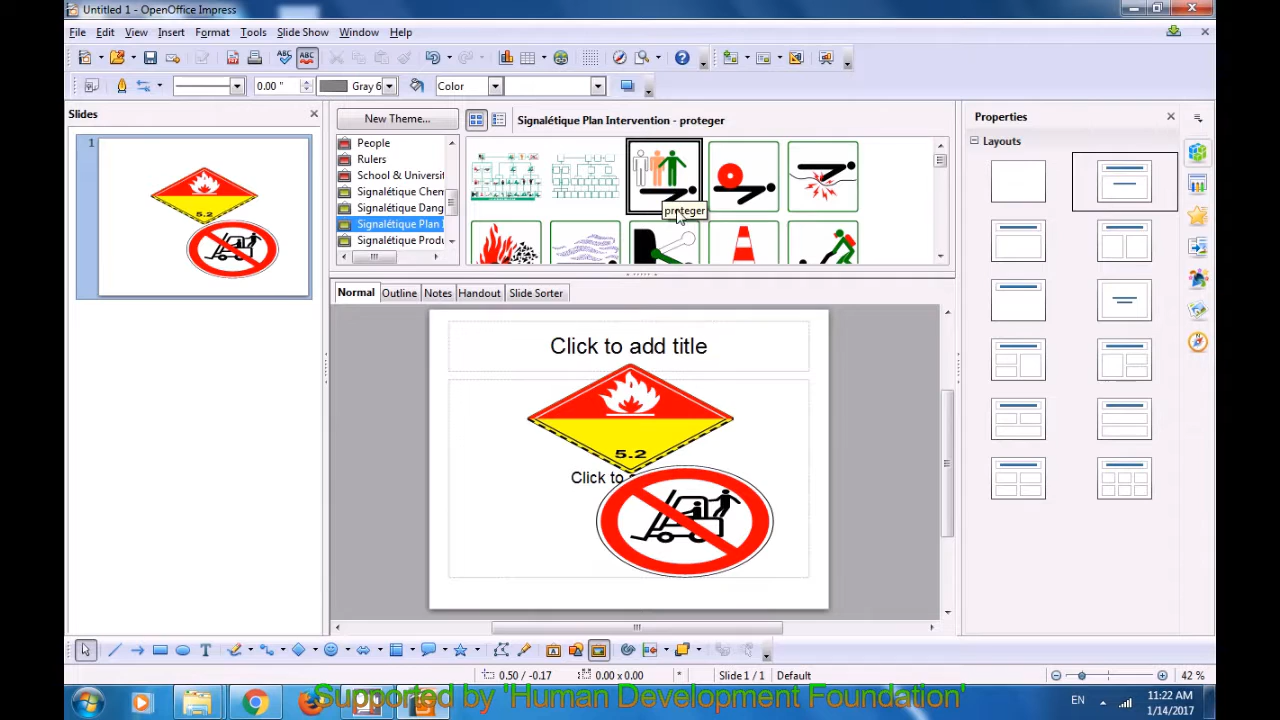 Untitled 1 - OpenOffice Impress
File Edit View Insert Format Tools Slide Show Window Help
0.00 " Gray 6 Color
Slides
New Theme... Signalétique Plan Intervention - proteger
Properties
Layouts
People
Rulers
School & Universit
Signalétique Chen
Signalétique Dang
Signalétique Plan
Signalétique Produ
proteger
1
5.2
Normal Outline Notes Handout Slide Sorter
Click to add title
5.2
Click to
0.50 / -0.17 0.00 x 0.00 * Slide 1 / 1 Default 42 %
Supported by 'Human Development Foundation'
EN
11:22 AM
1/14/2017